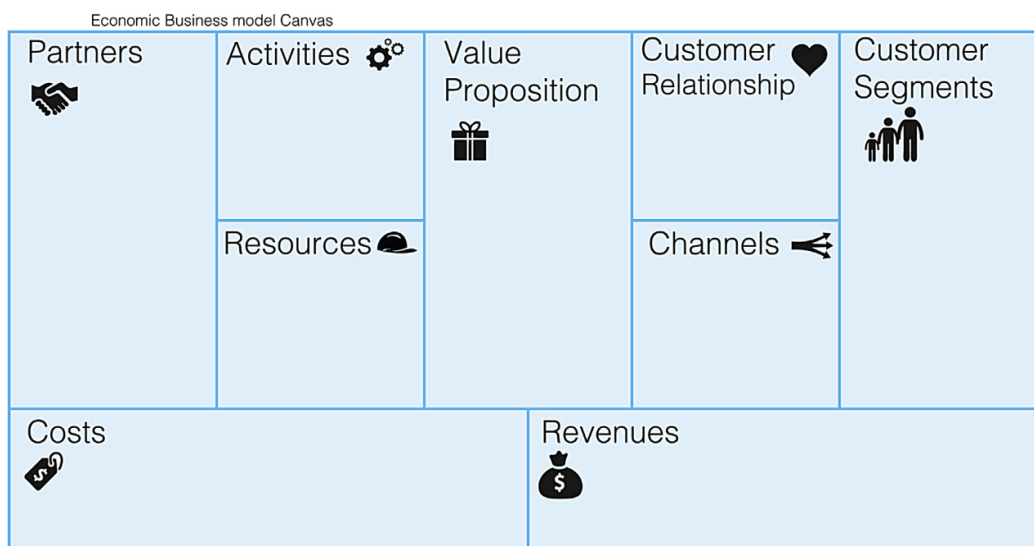 Economic Business model Canvas
Partners
Activities
Value
Proposition
Customer
Relationship
Customer
Segments
Resources
Channels
Costs
$
Revenues
$